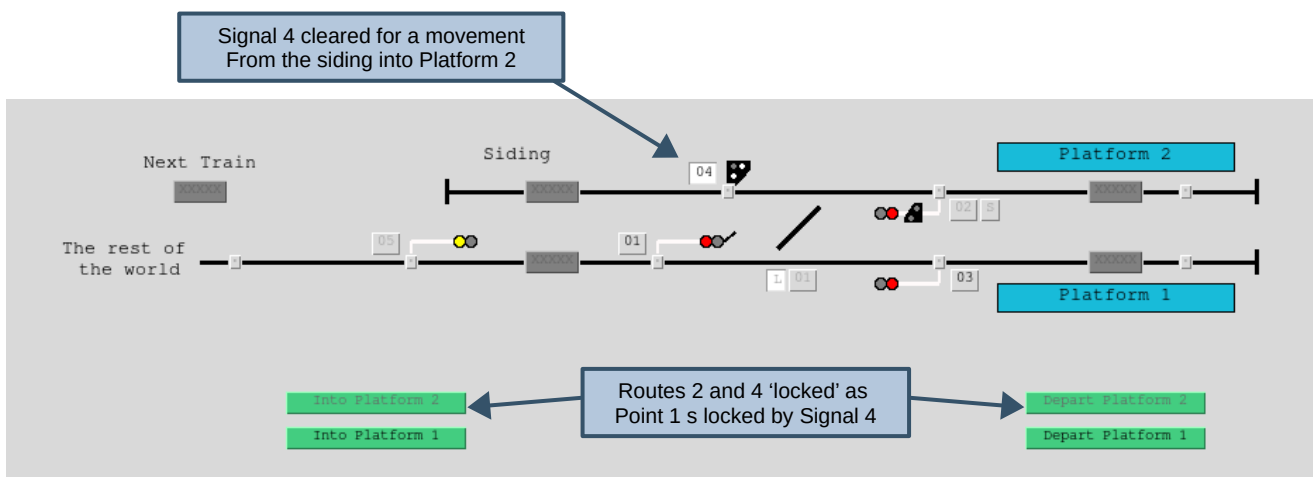 Signal 4 cleared for a movement
From the siding into Platform 2
Next Train
Siding
04
Platform 2
XXXXX
XXXXX
XXXXX
02 S
The rest of
the world
05
01
XXXXX
XXXXX
L 01
03
Platform 1
Into Platform 2
Routes 2 and 4 ‘locked’ as
Point 1 s locked by Signal 4
Depart Platform 2
Into Platform 1
Depart Platform 1